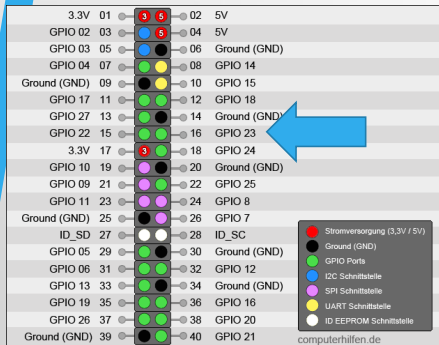 3.3V 01 3 5 02 5V
GPIO 02 03 5 04 5V
GPIO 03 05 06 Ground (GND)
GPIO 04 07 08 GPIO 14
Ground (GND) 09 10 GPIO 15
GPIO 17 11 12 GPIO 18
GPIO 27 13 14 Ground (GND)
GPIO 22 15 16 GPIO 23
3.3V 17 3 18 GPIO 24
GPIO 10 19 20 Ground (GND)
GPIO 09 21 22 GPIO 25
GPIO 11 23 24 GPIO 8
Ground (GND) 25 26 GPIO 7
ID_SD 27 28 ID_SC
GPIO 05 29 30 Ground (GND)
GPIO 06 31 32 GPIO 12
GPIO 13 33 34 Ground (GND)
GPIO 19 35 36 GPIO 16
GPIO 26 37 38 GPIO 20
Ground (GND) 39 40 GPIO 21
Stromversorgung (3,3V / 5V)
Ground (GND)
GPIO Ports
I2C Schnittstelle
SPI Schnittstelle
UART Schnittstelle
ID EEPROM Schnittstelle
computerhilfen.de